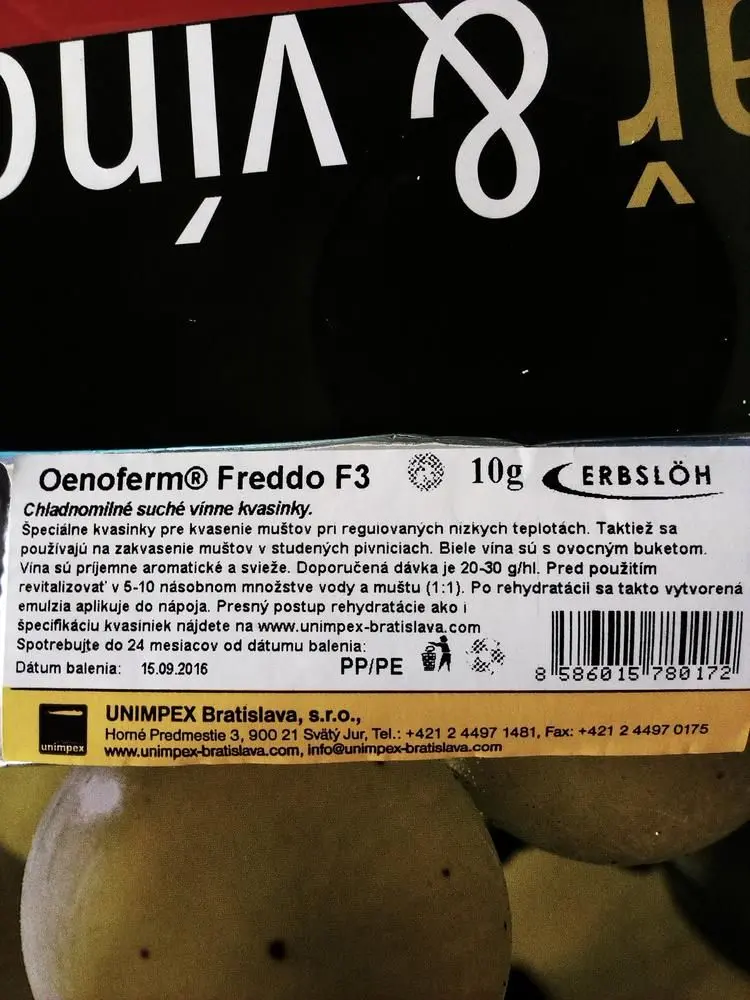 ár & víno
Oenoferm® Freddo F3 10g ERBSLÖH
Chladnomilné suché vínne kvasinky.
Špeciálne kvasinky pre kvasenie muštov pri regulovaných nízkych teplotách. Taktiež sa
používajú na zakvasenie muštov v studených pivniciach. Biele vína sú s ovocným buketom.
Vína sú príjemne aromatické a svieže. Doporučená dávka je 20-30 g/hl. Pred použitím
revitalizovať v 5-10 násobnom množstve vody a muštu (1:1). Po rehydratácii sa takto vytvorená
emulzia aplikuje do nápoja. Presný postup rehydratácie ako i
špecifikáciu kvasiniek nájdete na www.unimpex-bratislava.com
Spotrebujte do 24 mesiacov od dátumu balenia:
Dátum balenia: 15.09.2016 PP/PE
8 586015 780172
unimpex
UNIMPEX Bratislava, s.r.o.,
Horné Predmestie 3, 900 21 Svätý Jur, Tel.: +421 2 4497 1481, Fax: +421 2 4497 0175
www.unimpex-bratislava.com, info@unimpex-bratislava.com